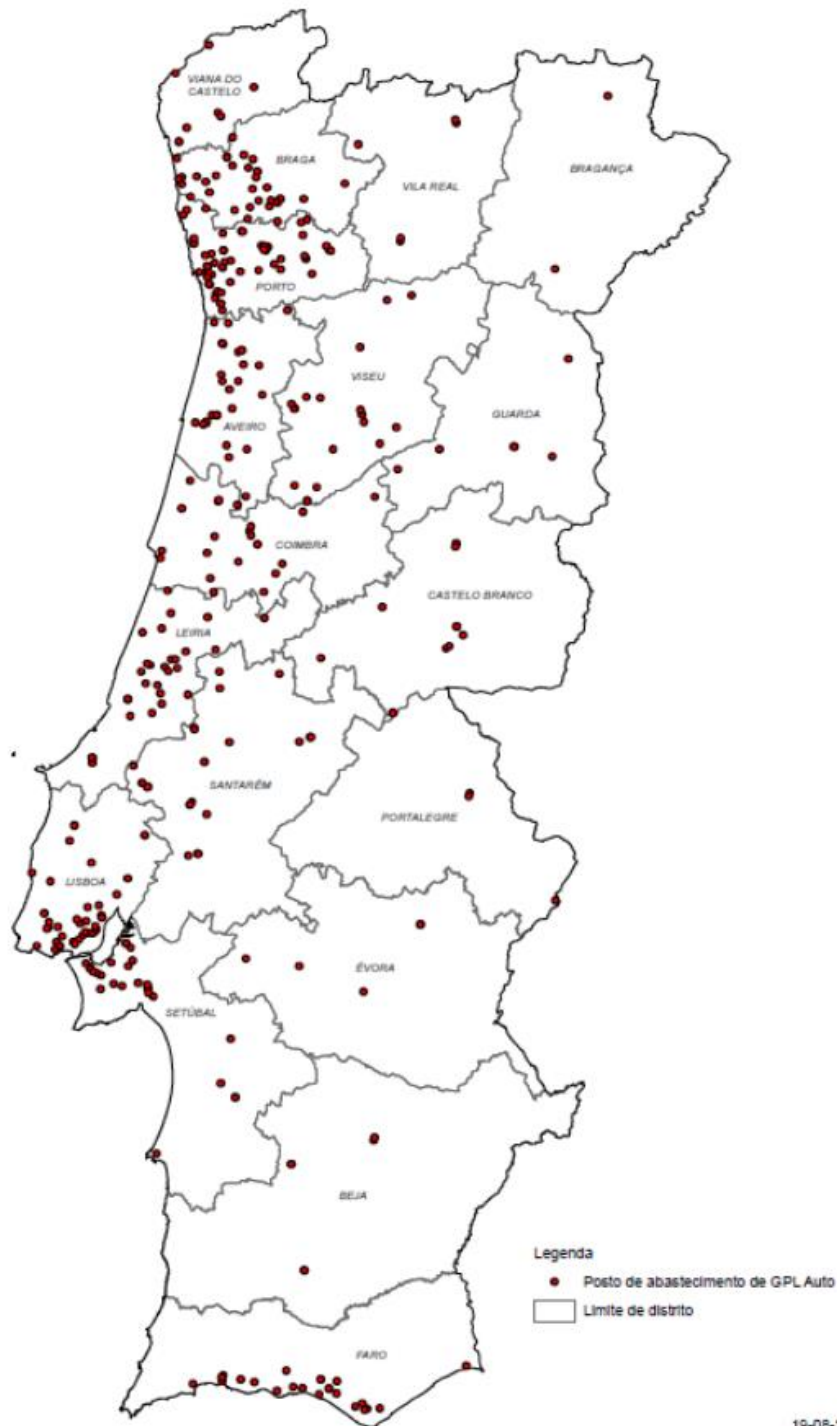 VIANA DO
CASTELO
BRAGA
VILA REAL
BRAGANÇA
PORTO
VISEU
GUARDA
AVEIRO
COIMBRA
CASTELO BRANCO
LEIRIA
SANTARÉM
PORTALEGRE
LISBOA
ÉVORA
SETÚBAL
BEJA
Legenda
Posto de abastecimento de GPL Auto
Limite de distrito
FARO